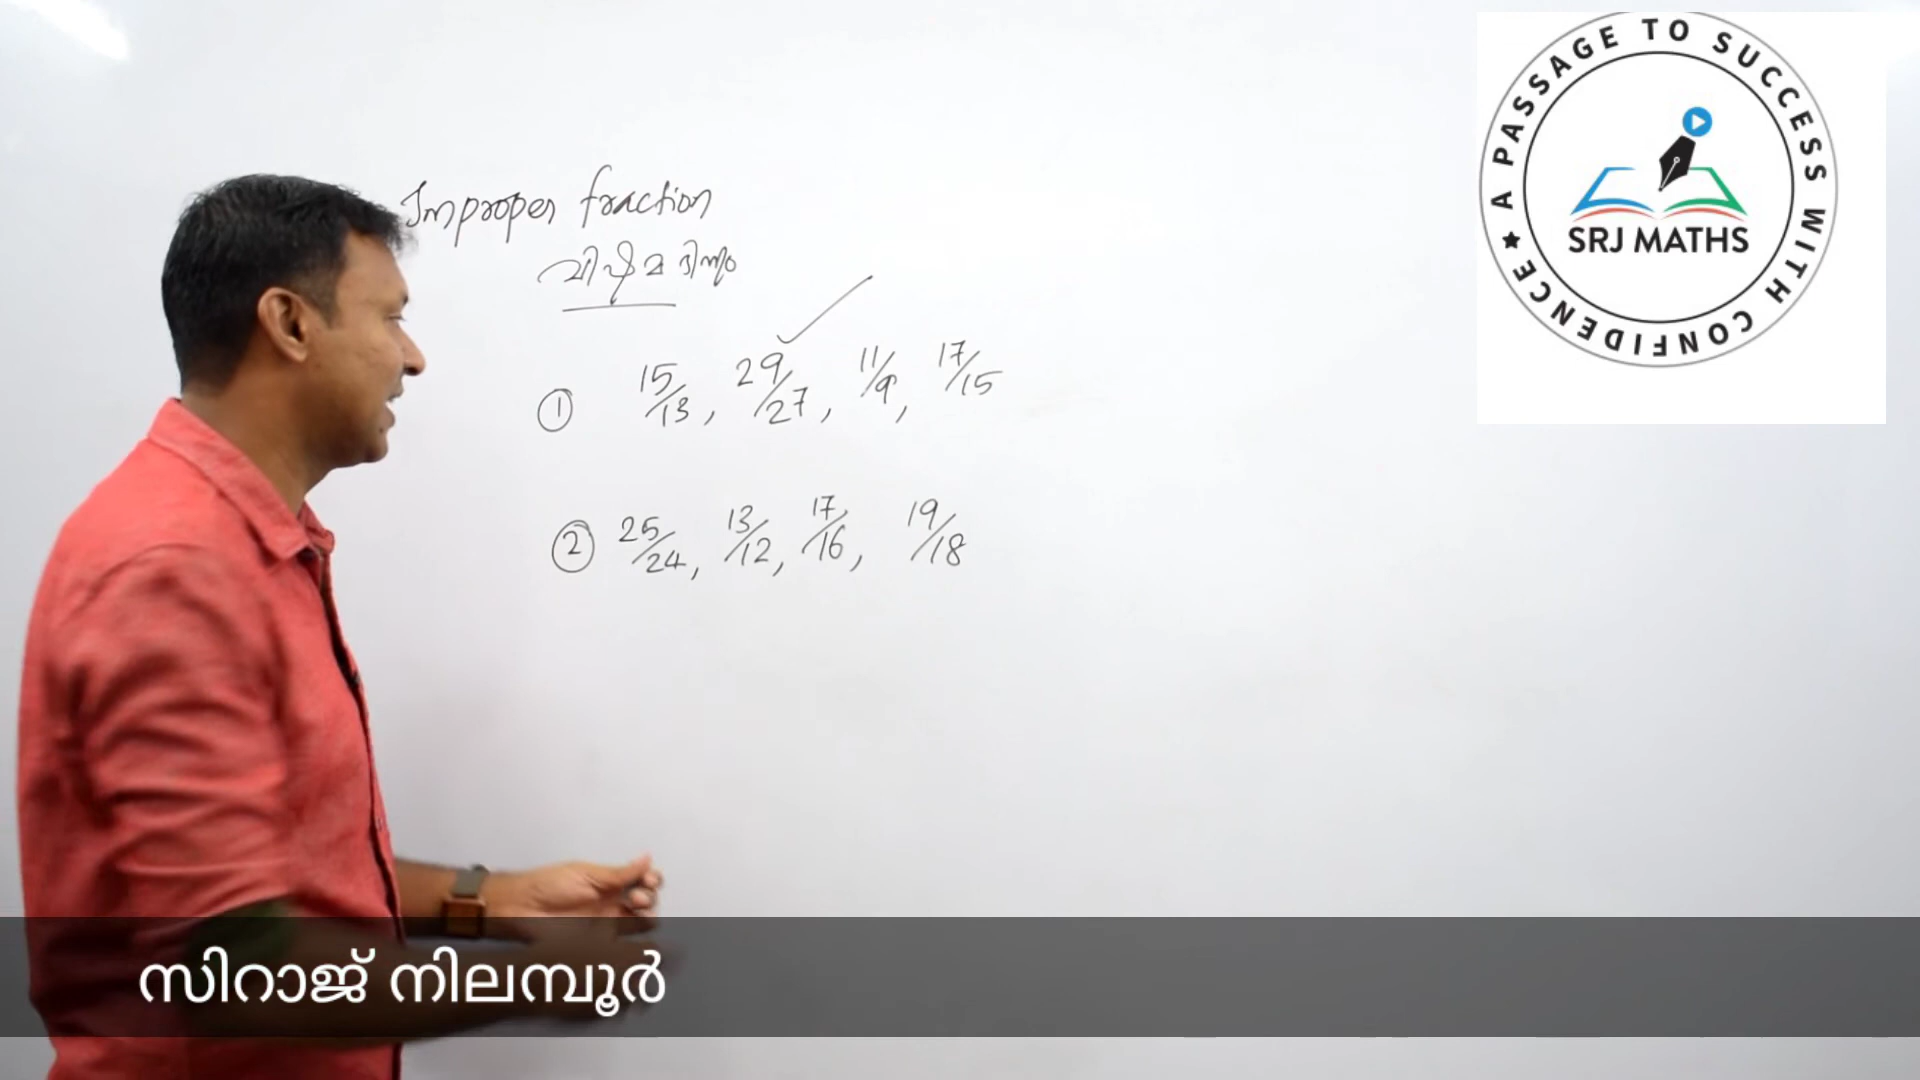 Improper fraction
വിഷമ ഭിന്നം
① 15/13, 29/27, 11/9, 17/15
② 25/24, 13/12, 17/16, 19/18
★ A PASSAGE TO SUCCESS WITH CONFIDENCE
SRJ MATHS
സിറാജ് നിലമ്പൂർ